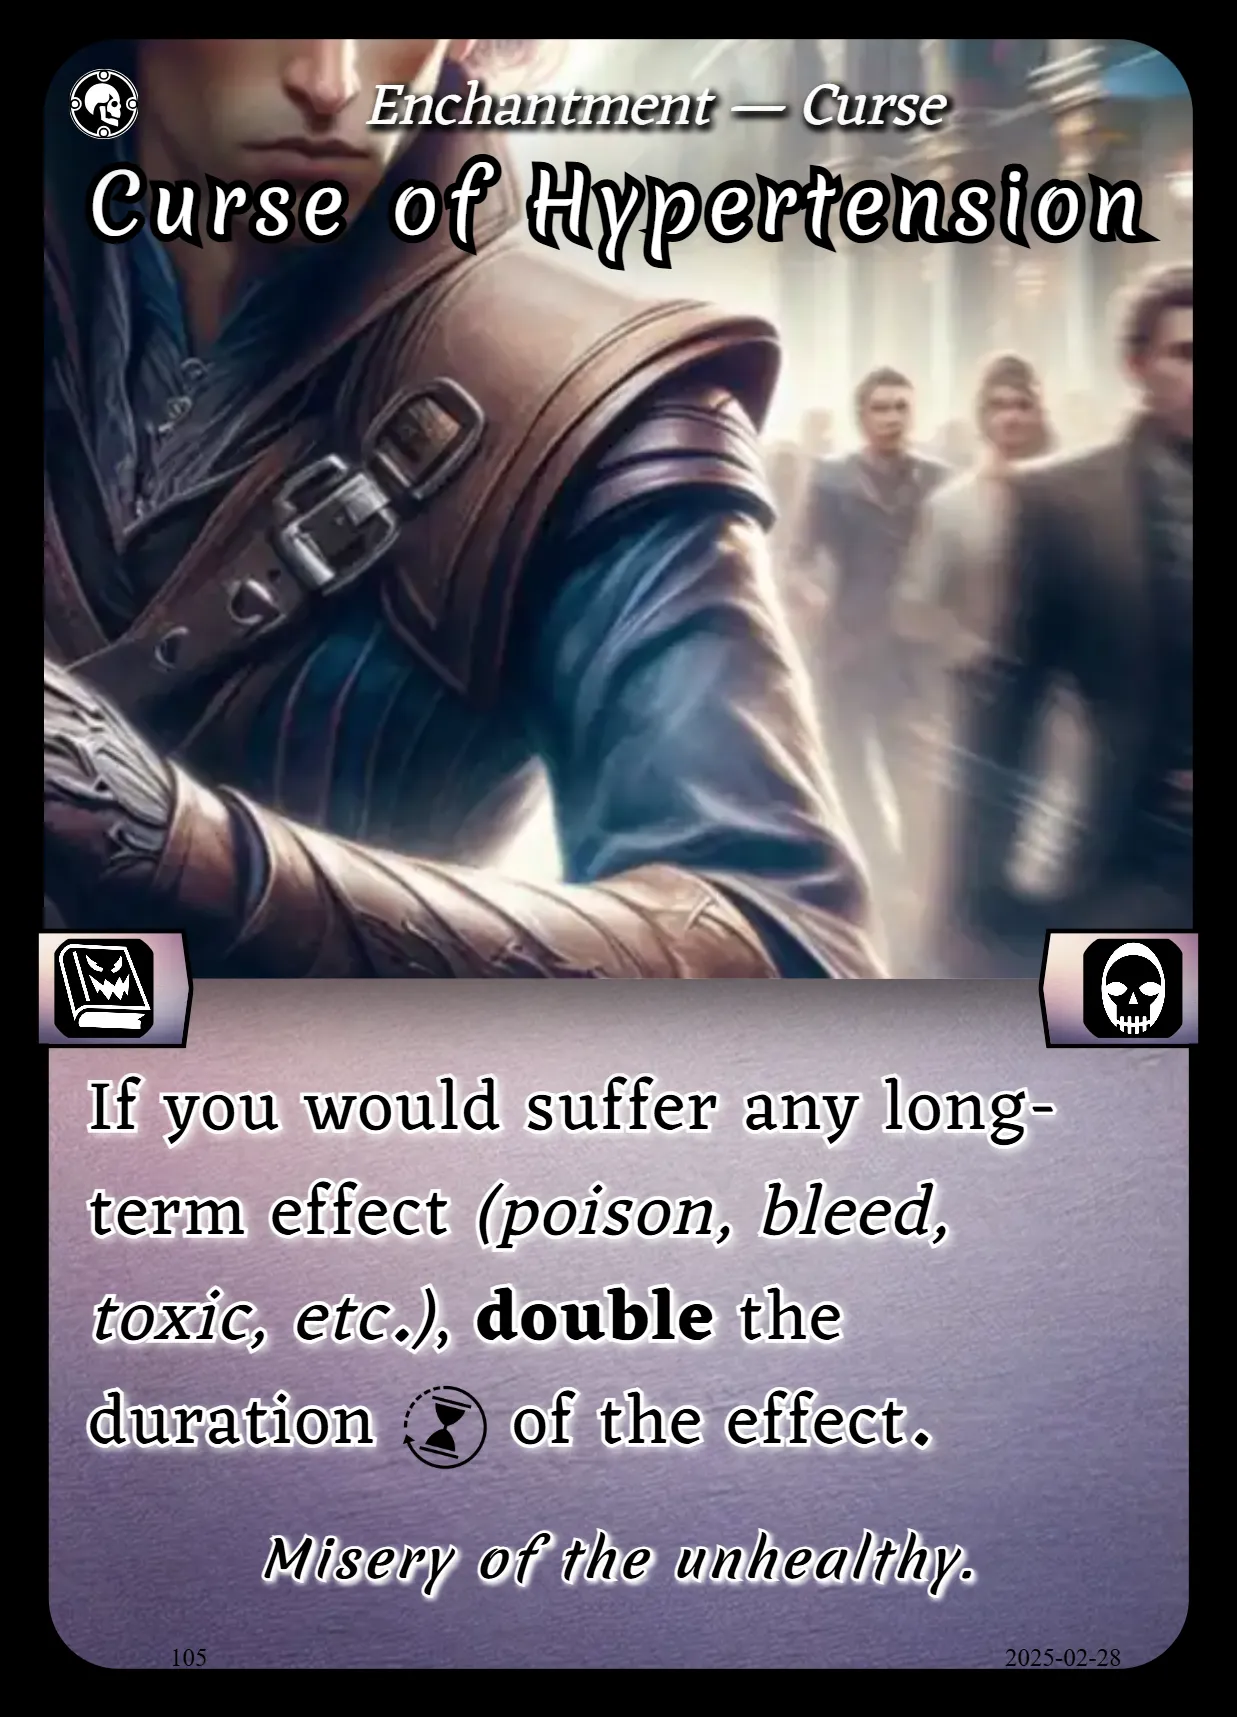 Enchantment — Curse
Curse of Hypertension
If you would suffer any long-
term effect (poison, bleed,
toxic, etc.), double the
duration of the effect.
Misery of the unhealthy.
105 2025-02-28